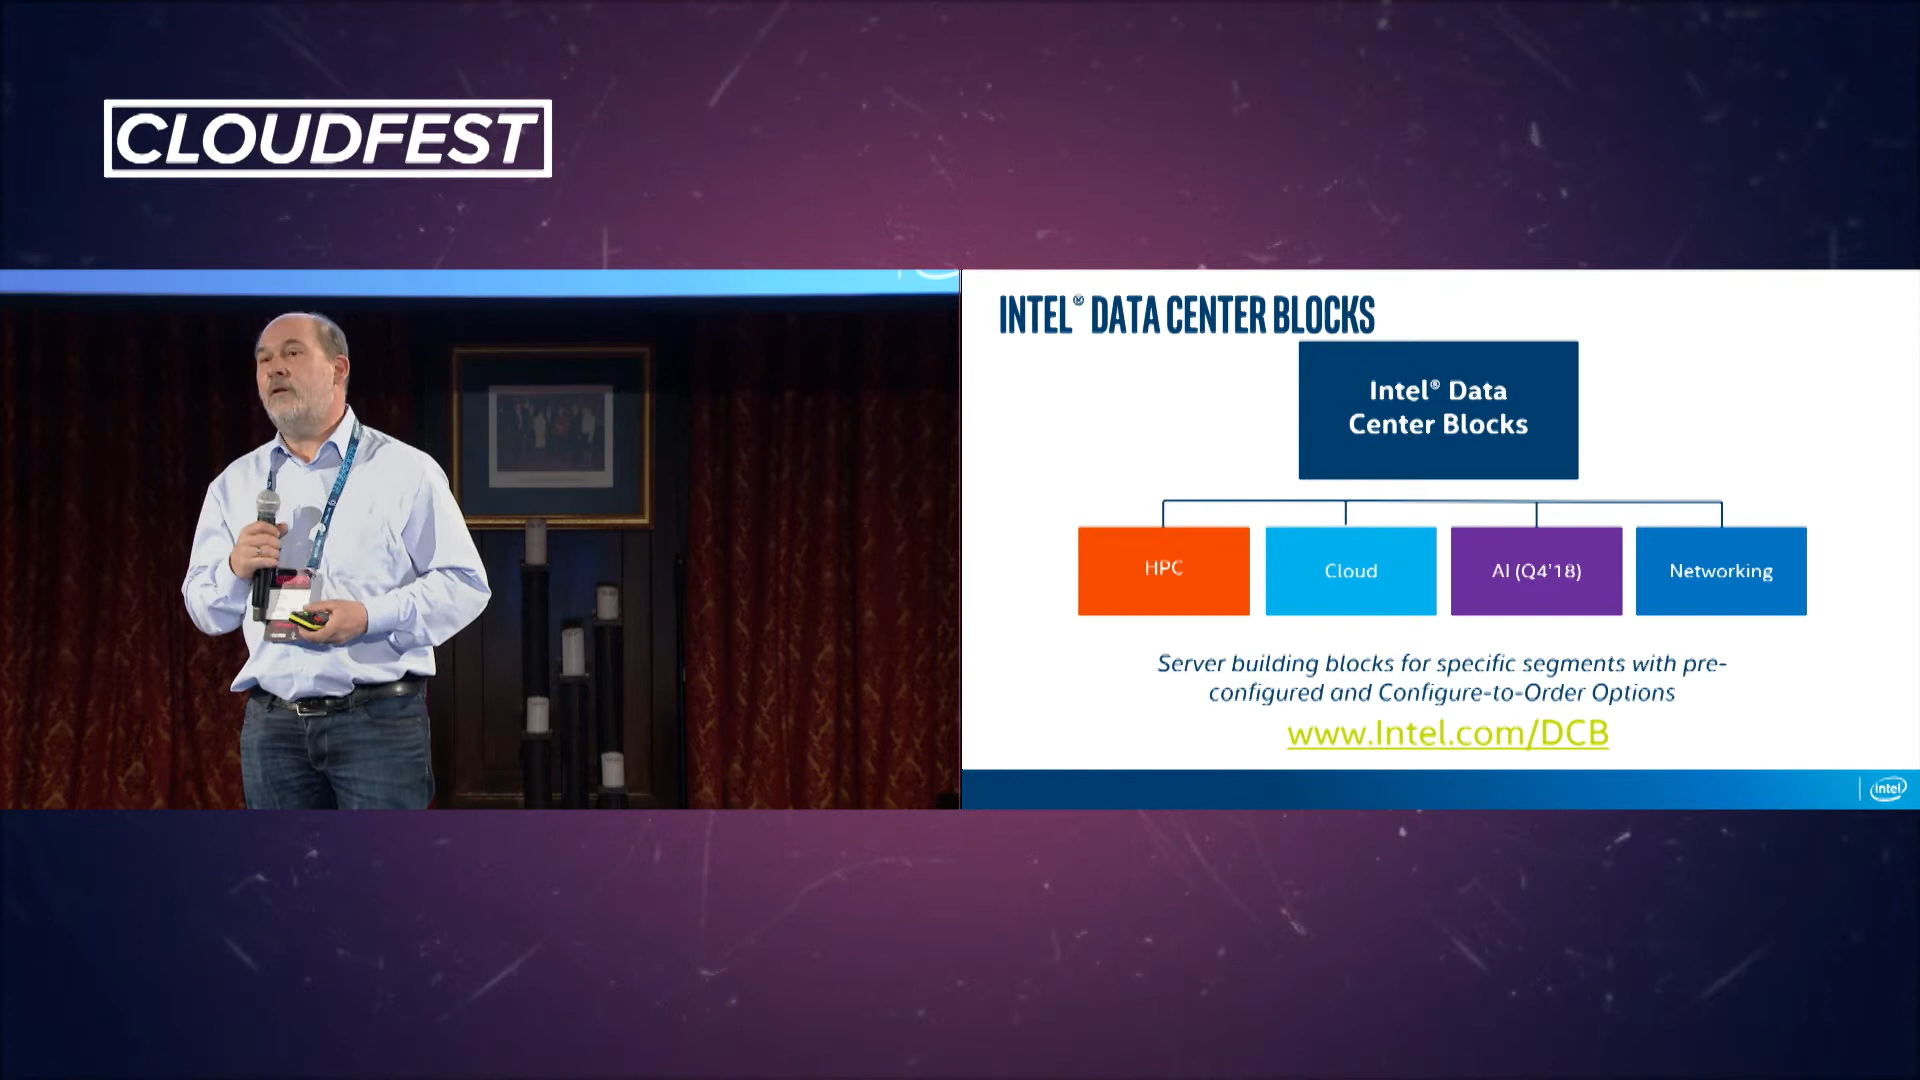 CLOUDFEST
INTEL® DATA CENTER BLOCKS
Intel® Data
Center Blocks
HPC
Cloud
AI (Q4'18)
Networking
Server building blocks for specific segments with pre-
configured and Configure-to-Order Options
www.Intel.com/DCB
intel